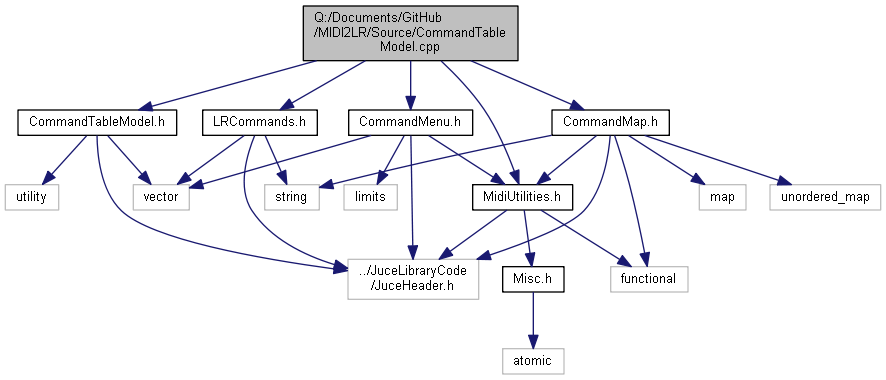 Q:/Documents/GitHub
/MIDI2LR/Source/CommandTable
Model.cpp
CommandTableModel.h
LRCommands.h
CommandMenu.h
CommandMap.h
utility
vector
string
limits
MidiUtilities.h
map
unordered_map
../JuceLibraryCode
/JuceHeader.h
Misc.h
functional
atomic